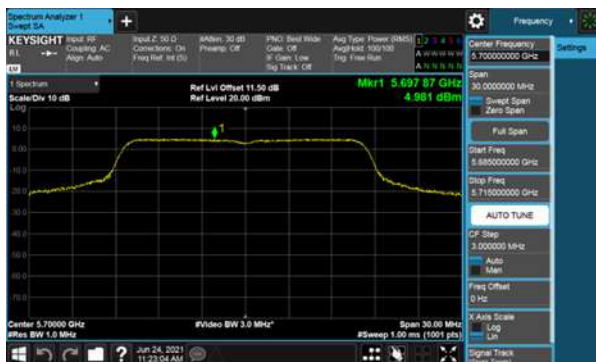 Spectrum Analyzer 1
Swept SA
Frequency
KEYSIGHT
RL
Input: RF
Coupling: AC
Align: Auto
Input Z: 50 Ω
Corrections: On
Freq Ref: Int (S)
#Atten: 30 dB
Preamp: Off
PNO: Best Wide
Gate: Off
IF Gain: Low
Sig Track: Off
Avg Type: Power (RMS)
Avg|Hold: 100/100
Trig: Free Run
1 Spectrum
Scale/Div 10 dB
Log
Ref Lvl Offset 11.50 dB
Ref Level 20.00 dBm
Mkr1 5.697 87 GHz
4.981 dBm
1
10.0
0.00
-10.0
-20.0
-30.0
-40.0
-50.0
-60.0
-70.0
Center 5.70000 GHz
#Res BW 1.0 MHz
#Video BW 3.0 MHz*
Span 30.00 MHz
#Sweep 1.00 ms (1001 pts)
Jun 24, 2021
11:23:04 AM
Center Frequency
5.700000000 GHz
Settings
Span
30.0000000 MHz
Swept Span
Zero Span
Full Span
Start Freq
5.685000000 GHz
Stop Freq
5.715000000 GHz
AUTO TUNE
CF Step
3.000000 MHz
Auto
Man
Freq Offset
0 Hz
X Axis Scale
Log
Lin
Signal Track